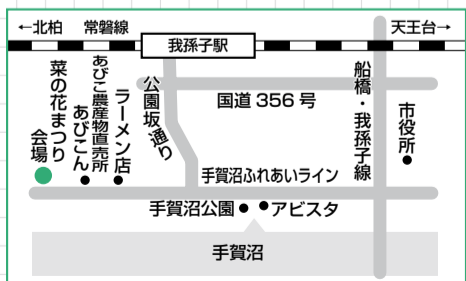 ←北柏
常磐線
天王台→
我孫子駅
菜の花まつり
会場
あびこ農産物直売所
あびこん
ラーメン店
公園坂通り
国道 356 号
船橋・我孫子線
市役所
手賀沼ふれあいライン
手賀沼公園
アビスタ
手賀沼